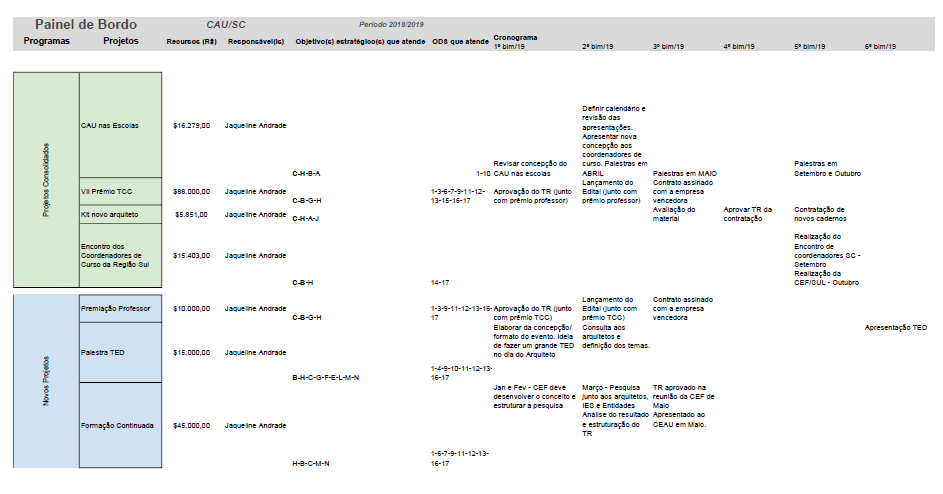 Painel de Bordo CAU/SC Período 2018/2019
Programas Projetos Recursos (R$) Responsável(is) Objetivo(s) estratégico(s) que atende ODS que atende Cronograma
1º bim/19 2º bim/19 3º bim/19 4º bim/19 5º bim/19 6º bim/19
Projetos Consolidados
CAU nas Escolas
$16.279,00
Jaqueline Andrade
C-H-B-A
1-10
Revisar concepção do
CAU nas escolas
Definir calendário e
revisão das
apresentações.
Apresentar nova
concepção aos
coordenadores de
curso. Palestras em
ABRIL
Palestras em MAIO
Palestras em
Setembro e Outubro
VII Prêmio TCC
$88.000,00
Jaqueline Andrade
C-B-G-H
1-3-6-7-9-11-12-
13-15-16-17
Aprovação do TR (junto
com prêmio professor)
Lançamento do
Edital (junto com
prêmio professor)
Contrato assinado
com a empresa
vencedora
Kit novo arquiteto
$5.851,00
Jaqueline Andrade
C-H-A-J
Avaliação do
material
Aprovar TR da
contratação
Contratação de
novos cadernos
Encontro dos
Coordenadores de
Curso da Região Sul
$15.403,00
Jaqueline Andrade
C-B-H
14-17
Realização do
Encontro de
coordenadores SC -
Setembro
Realização da
CEF/SUL - Outubro
Novos Projetos
Premiação Professor
$10.000,00
Jaqueline Andrade
C-B-G-H
1-3-9-11-12-13-16-
17
Aprovação do TR (junto
com prêmio TCC)
Lançamento do
Edital (junto com
prêmio TCC)
Contrato assinado
com a empresa
vencedora
Palestra TED
$15.000,00
Jaqueline Andrade
B-H-C-G-F-E-L-M-N
1-4-9-10-11-12-13-
16-17
Elaborar da concepção/
formato do evento. Ideia
de fazer um grande TED
no dia do Arquiteto
Consulta aos
arquitetos e
definição dos temas.
Apresentação TED
Formação Continuada
$45.000,00
Jaqueline Andrade
H-B-C-M-N
1-6-7-9-11-12-13-
16-17
Jan e Fev - CEF deve
desenvolver o conceito e
estruturar a pesquisa
Março - Pesquisa
junto aos arquitetos,
IES e Entidades
Análise do resultado
e estruturação do
TR
TR aprovado na
reunião da CEF de
Maio
Apresentado ao
CEAU em Maio.